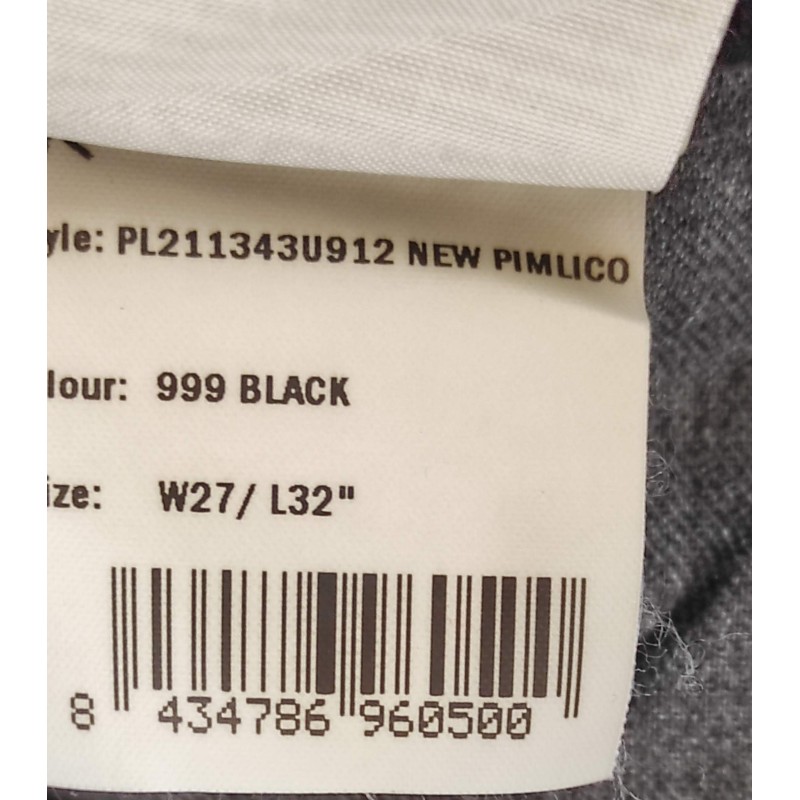 yle: PL211343U912 NEW PIMLICO
lour: 999 BLACK
ize: W27/ L32"
8 434786 960500